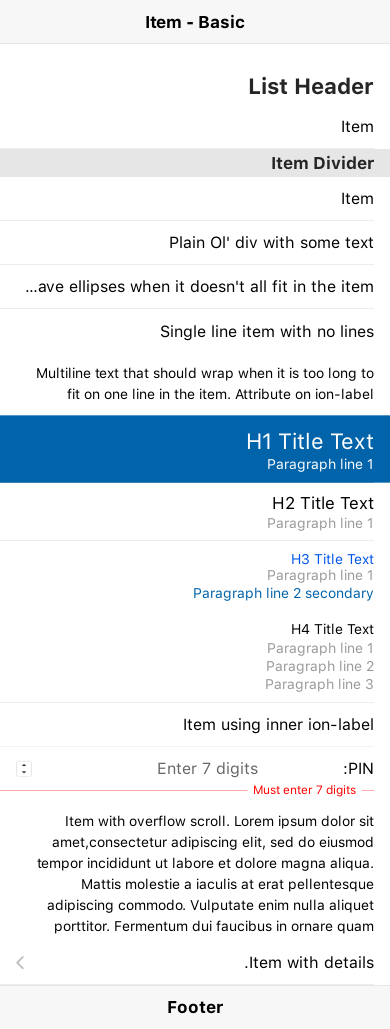 Item - Basic
List Header
Item
Item Divider
Item
Plain Ol' div with some text
...ave ellipses when it doesn't all fit in the item
Single line item with no lines
Multiline text that should wrap when it is too long to
fit on one line in the item. Attribute on ion-label
H1 Title Text
Paragraph line 1
H2 Title Text
Paragraph line 1
H3 Title Text
Paragraph line 1
Paragraph line 2 secondary
H4 Title Text
Paragraph line 1
Paragraph line 2
Paragraph line 3
Item using inner ion-label
:PIN Enter 7 digits
Must enter 7 digits
Item with overflow scroll. Lorem ipsum dolor sit
amet,consectetur adipiscing elit, sed do eiusmod
tempor incididunt ut labore et dolore magna aliqua.
Mattis molestie a iaculis at erat pellentesque
adipiscing commodo. Vulputate enim nulla aliquet
porttitor. Fermentum dui faucibus in ornare quam
.Item with details
Footer